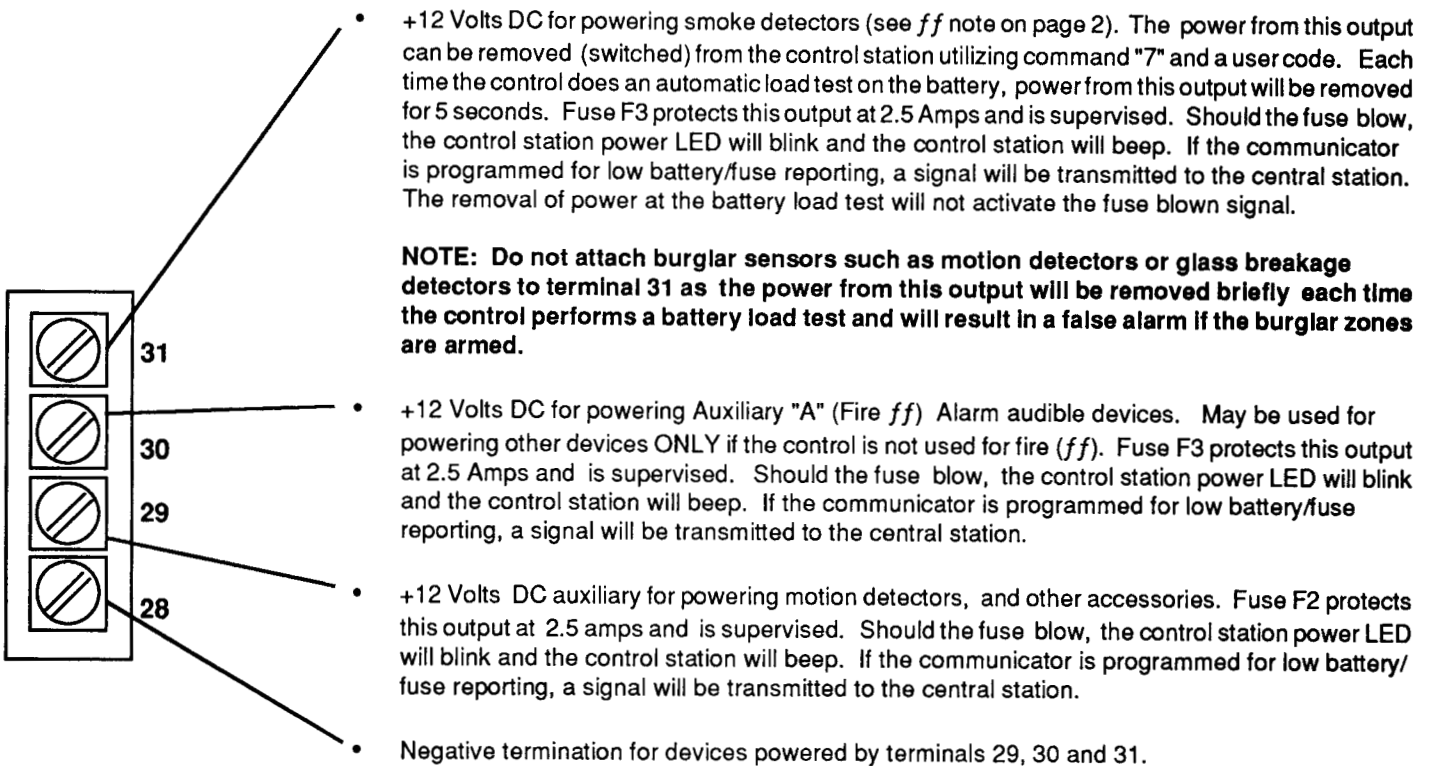 • +12 Volts DC for powering smoke detectors (see ff note on page 2). The power from this output
can be removed (switched) from the control station utilizing command "7" and a user code. Each
time the control does an automatic load test on the battery, power from this output will be removed
for 5 seconds. Fuse F3 protects this output at 2.5 Amps and is supervised. Should the fuse blow,
the control station power LED will blink and the control station will beep. If the communicator
is programmed for low battery/fuse reporting, a signal will be transmitted to the central station.
The removal of power at the battery load test will not activate the fuse blown signal.
NOTE: Do not attach burglar sensors such as motion detectors or glass breakage
detectors to terminal 31 as the power from this output will be removed briefly each time
the control performs a battery load test and will result in a false alarm if the burglar zones
are armed.
31
• +12 Volts DC for powering Auxiliary "A" (Fire ff) Alarm audible devices. May be used for
powering other devices ONLY if the control is not used for fire (ff). Fuse F3 protects this output
at 2.5 Amps and is supervised. Should the fuse blow, the control station power LED will blink
and the control station will beep. If the communicator is programmed for low battery/fuse
reporting, a signal will be transmitted to the central station.
30
29
• +12 Volts DC auxiliary for powering motion detectors, and other accessories. Fuse F2 protects
this output at 2.5 amps and is supervised. Should the fuse blow, the control station power LED
will blink and the control station will beep. If the communicator is programmed for low battery/
fuse reporting, a signal will be transmitted to the central station.
28
• Negative termination for devices powered by terminals 29, 30 and 31.